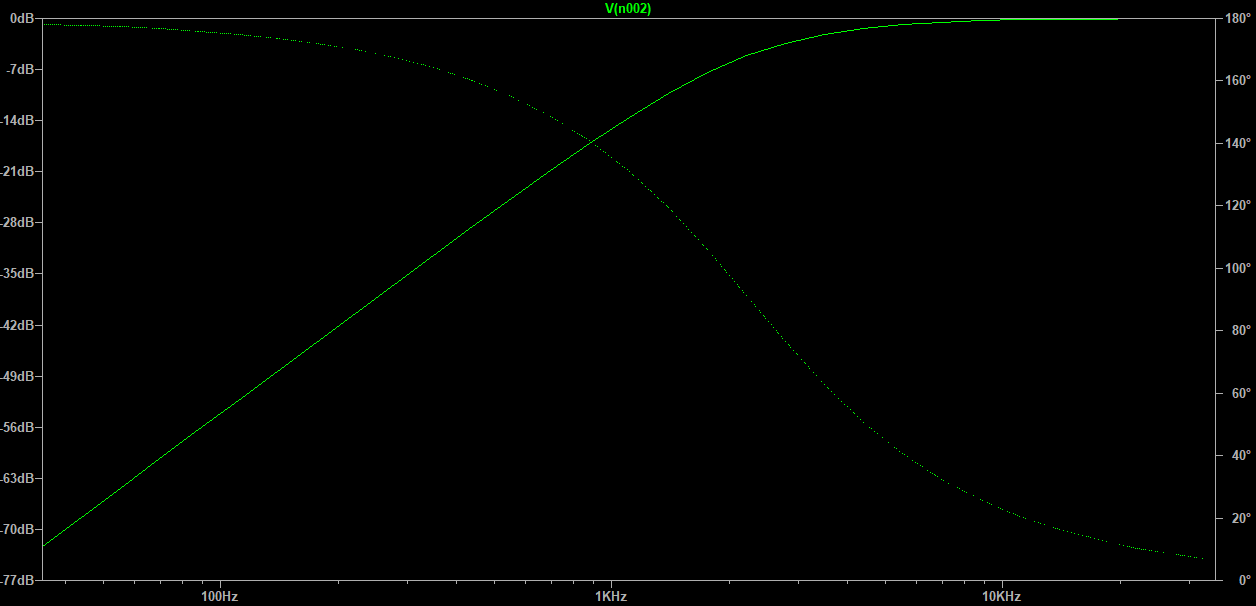 V(n002)
0dB
-7dB
-14dB
-21dB
-28dB
-35dB
-42dB
-49dB
-56dB
-63dB
-70dB
-77dB
180°
160°
140°
120°
100°
80°
60°
40°
20°
0°
100Hz
1KHz
10KHz